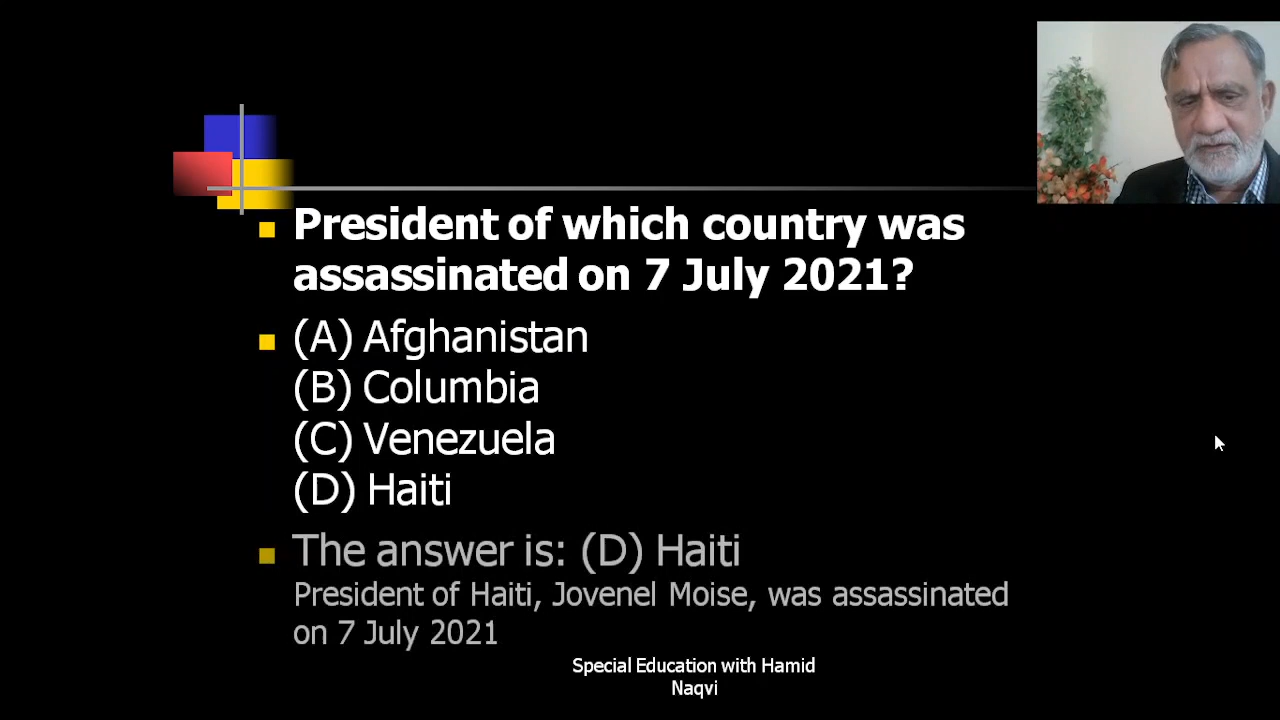 President of which country was
assassinated on 7 July 2021?
(A) Afghanistan
(B) Columbia
(C) Venezuela
(D) Haiti
The answer is: (D) Haiti
President of Haiti, Jovenel Moise, was assassinated
on 7 July 2021
Special Education with Hamid
Naqvi